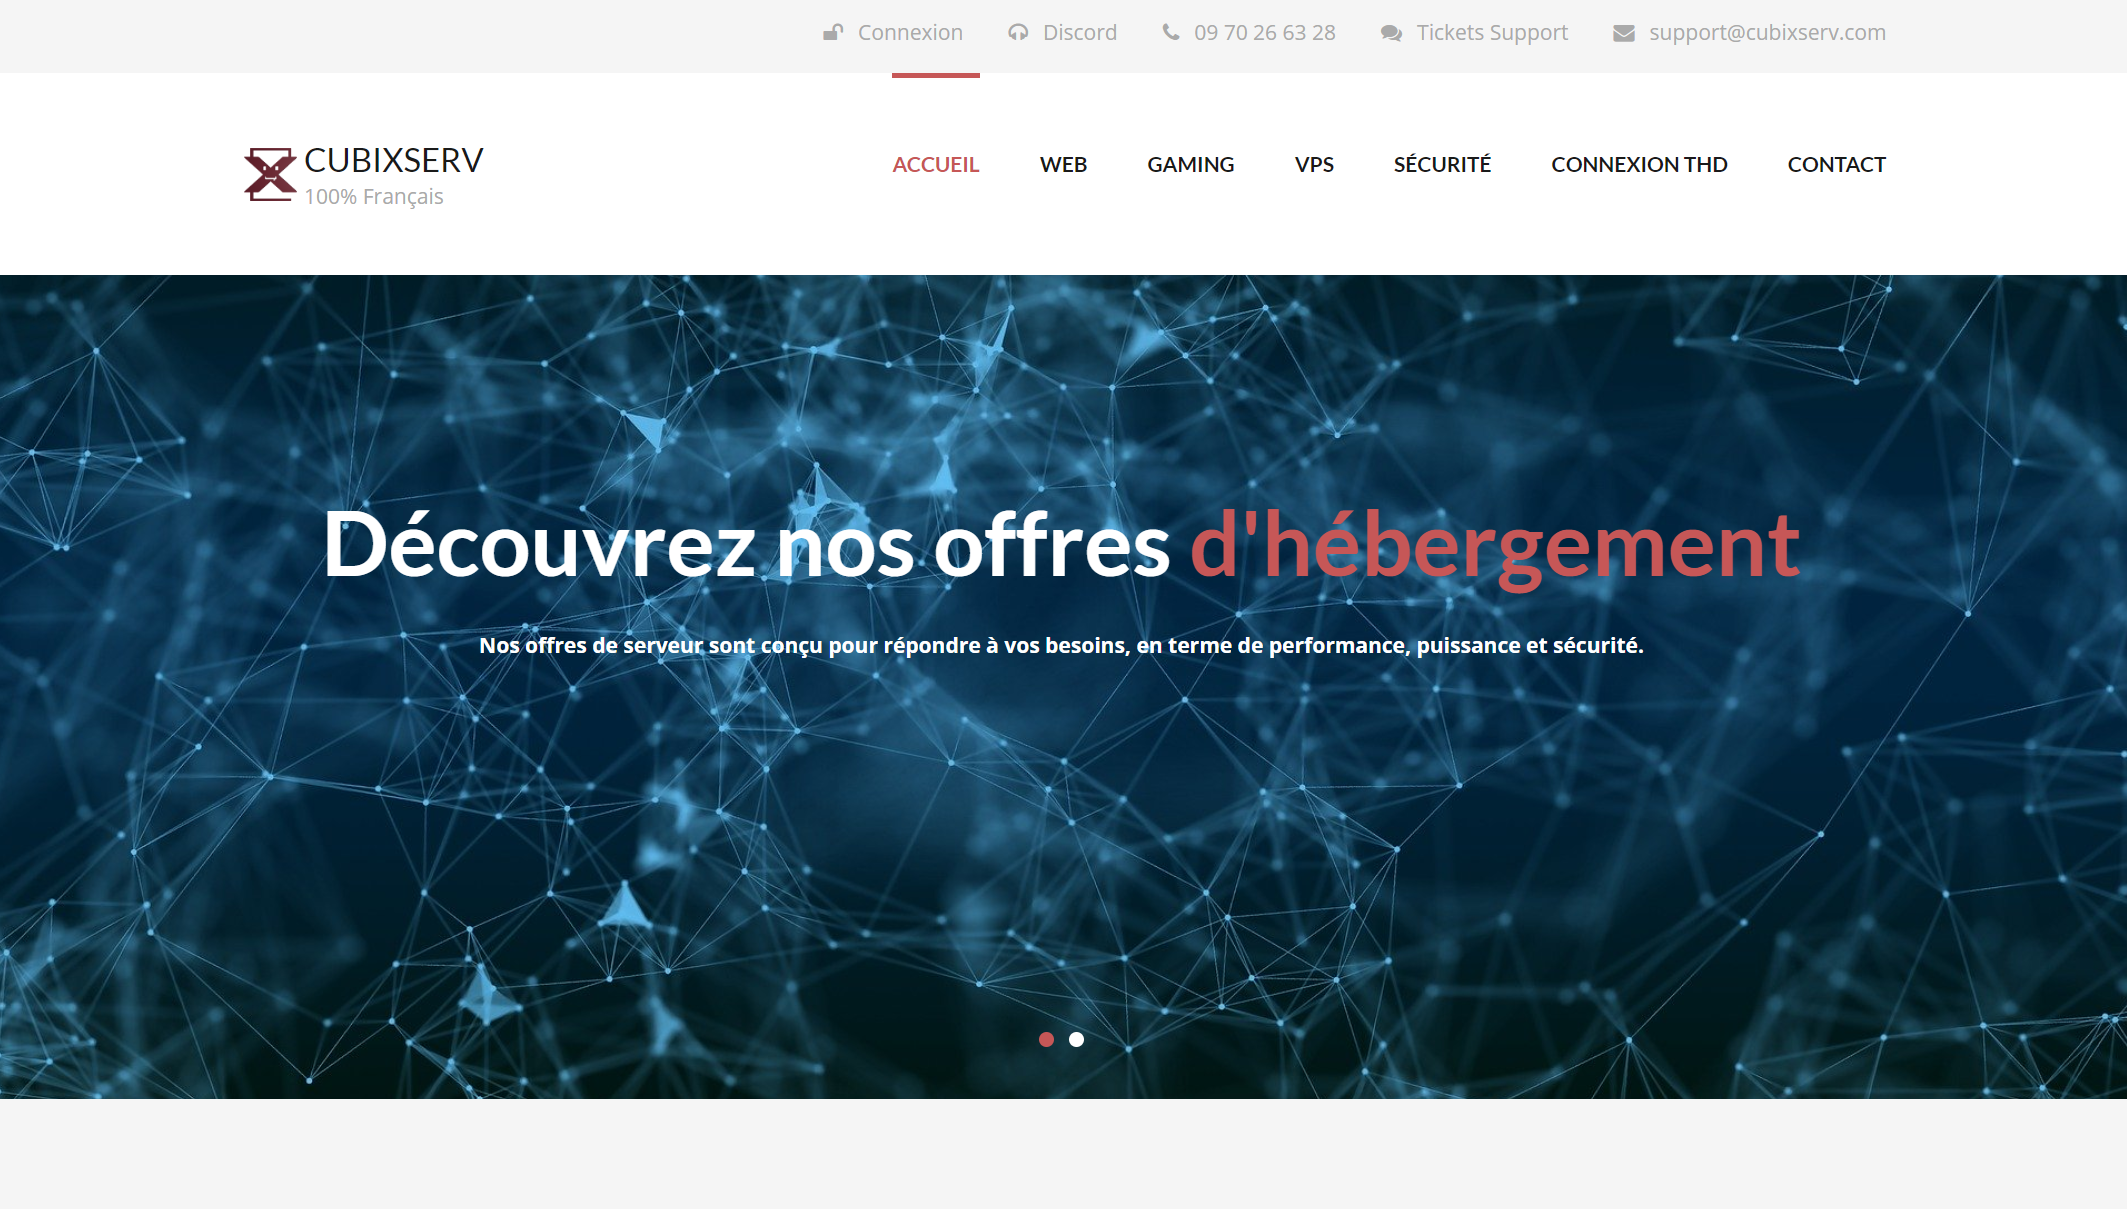 Connexion Discord 09 70 26 63 28 Tickets Support support@cubixserv.com
CUBIXSERV
100% Français
ACCUEIL WEB GAMING VPS SÉCURITÉ CONNEXION THD CONTACT
Découvrez nos offres d'hébergement
Nos offres de serveur sont conçu pour répondre à vos besoins, en terme de performance, puissance et sécurité.